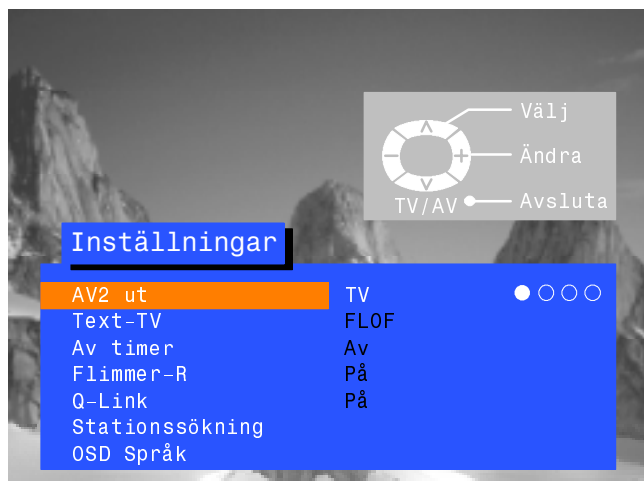 Välj
Ändra
TV/AV Avsluta
Inställningar
AV2 ut TV
Text-TV FLOF
Av timer Av
Flimmer-R På
Q-Link På
Stationssökning
OSD Språk